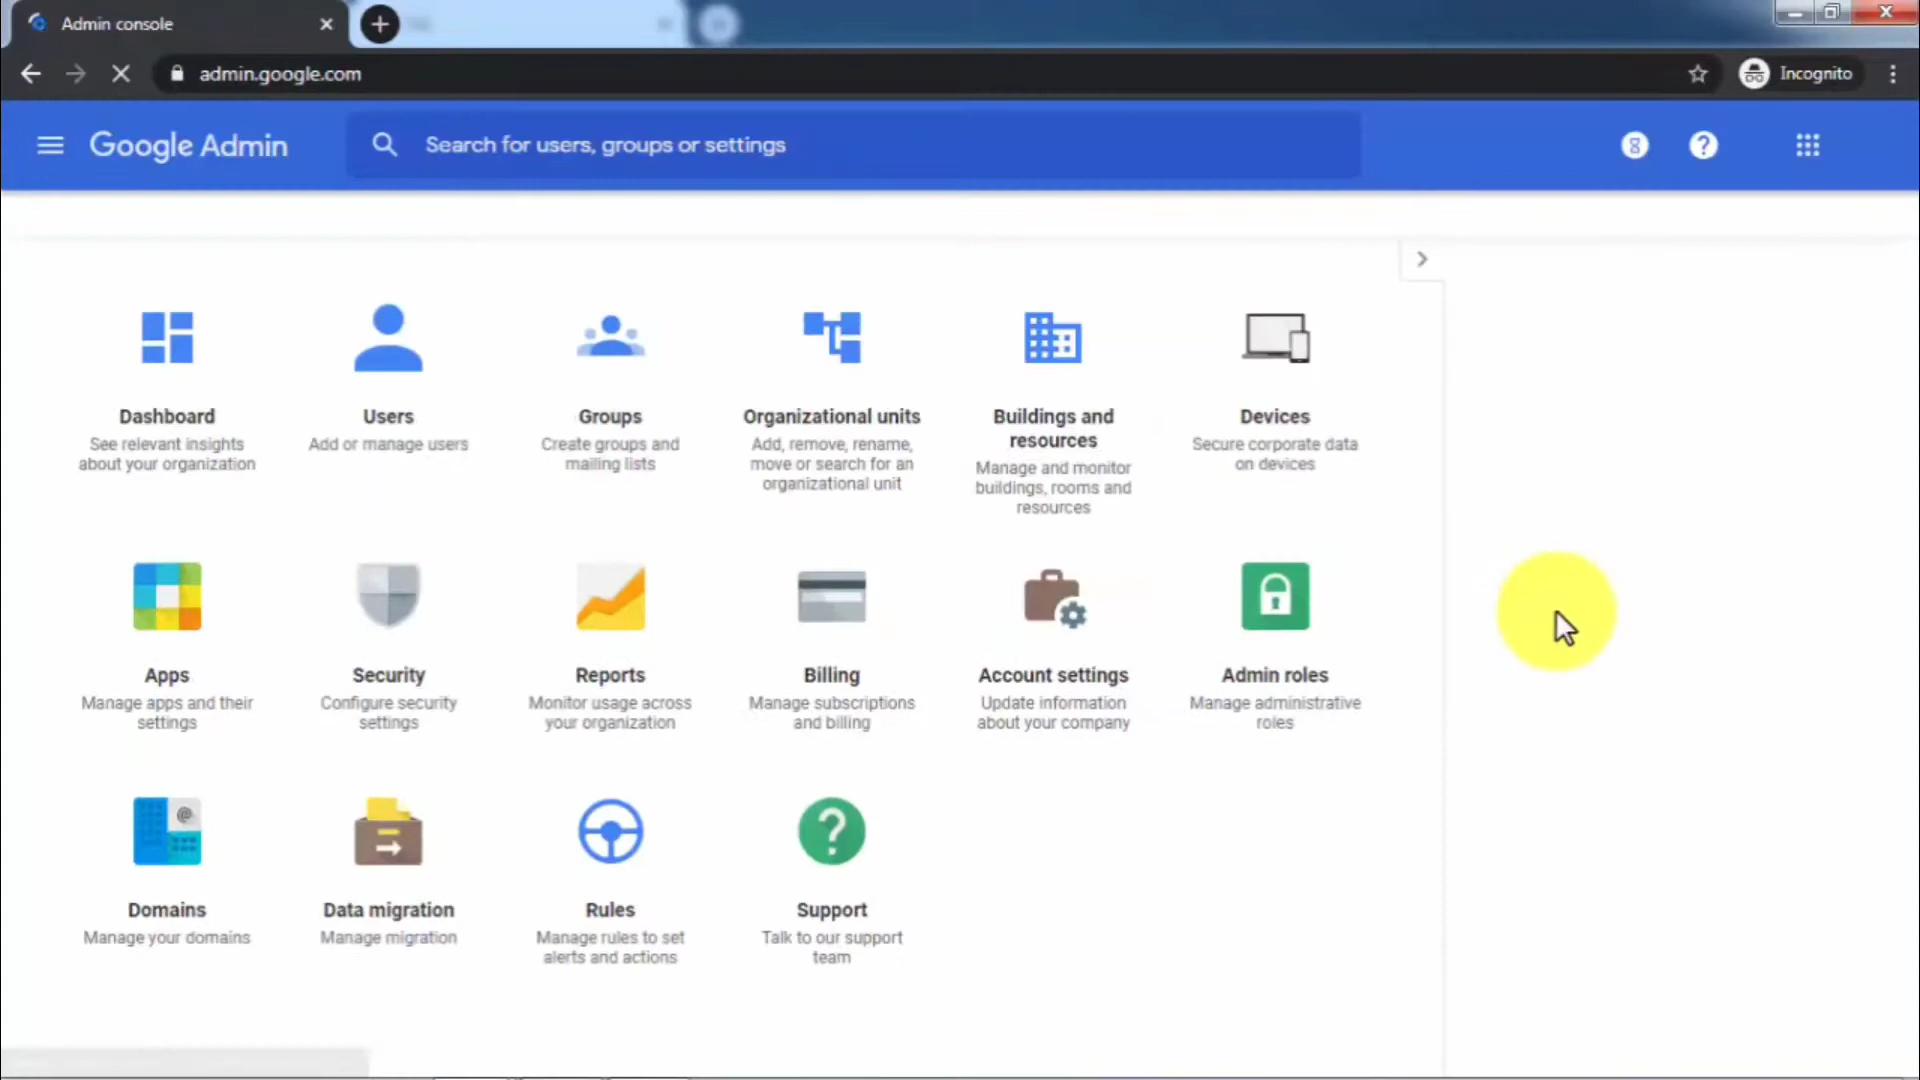 Admin console
admin.google.com
Incognito
Google Admin
Search for users, groups or settings
Dashboard
See relevant insights
about your organization
Users
Add or manage users
Groups
Create groups and
mailing lists
Organizational units
Add, remove, rename,
move or search for an
organizational unit
Buildings and
resources
Manage and monitor
buildings, rooms and
resources
Devices
Secure corporate data
on devices
Apps
Manage apps and their
settings
Security
Configure security
settings
Reports
Monitor usage across
your organization
Billing
Manage subscriptions
and billing
Account settings
Update information
about your company
Admin roles
Manage administrative
roles
Domains
Manage your domains
Data migration
Manage migration
Rules
Manage rules to set
alerts and actions
Support
Talk to our support
team